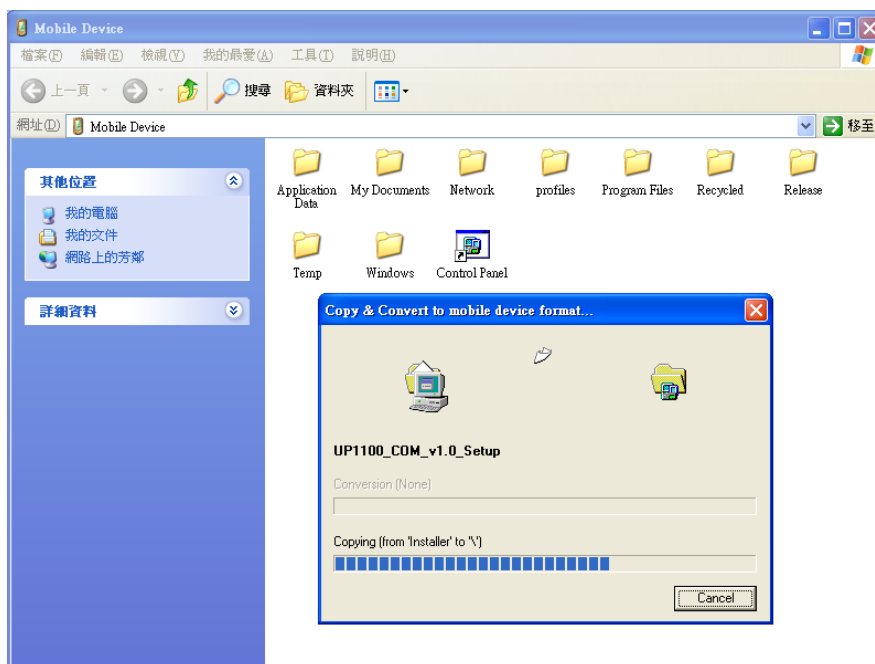 Mobile Device
檔案(F) 編輯(E) 檢視(V) 我的最愛(A) 工具(T) 說明(H)
上一頁 搜尋 資料夾
網址(D) Mobile Device 移至
其他位置
我的電腦
我的文件
網路上的芳鄰
詳細資料
Application Data
My Documents
Network
profiles
Program Files
Recycled
Release
Temp
Windows
Control Panel
Copy & Convert to mobile device format...
UP1100_COM_v1.0_Setup
Conversion (None)
Copying (from 'Installer' to '\')
Cancel